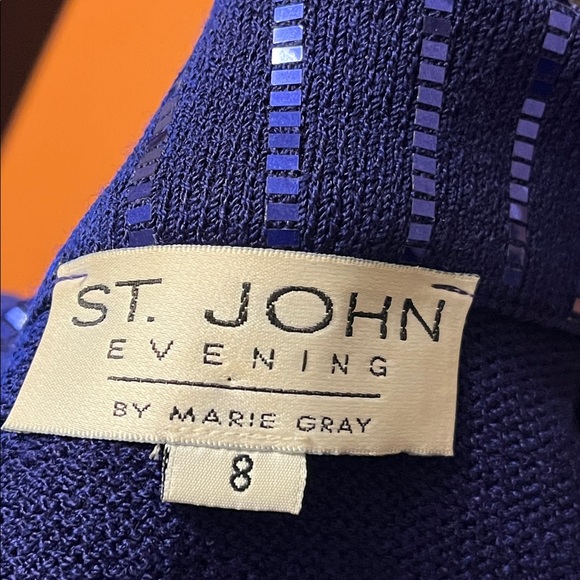 ST. JOHN
EVENING
BY MARIE GRAY
8